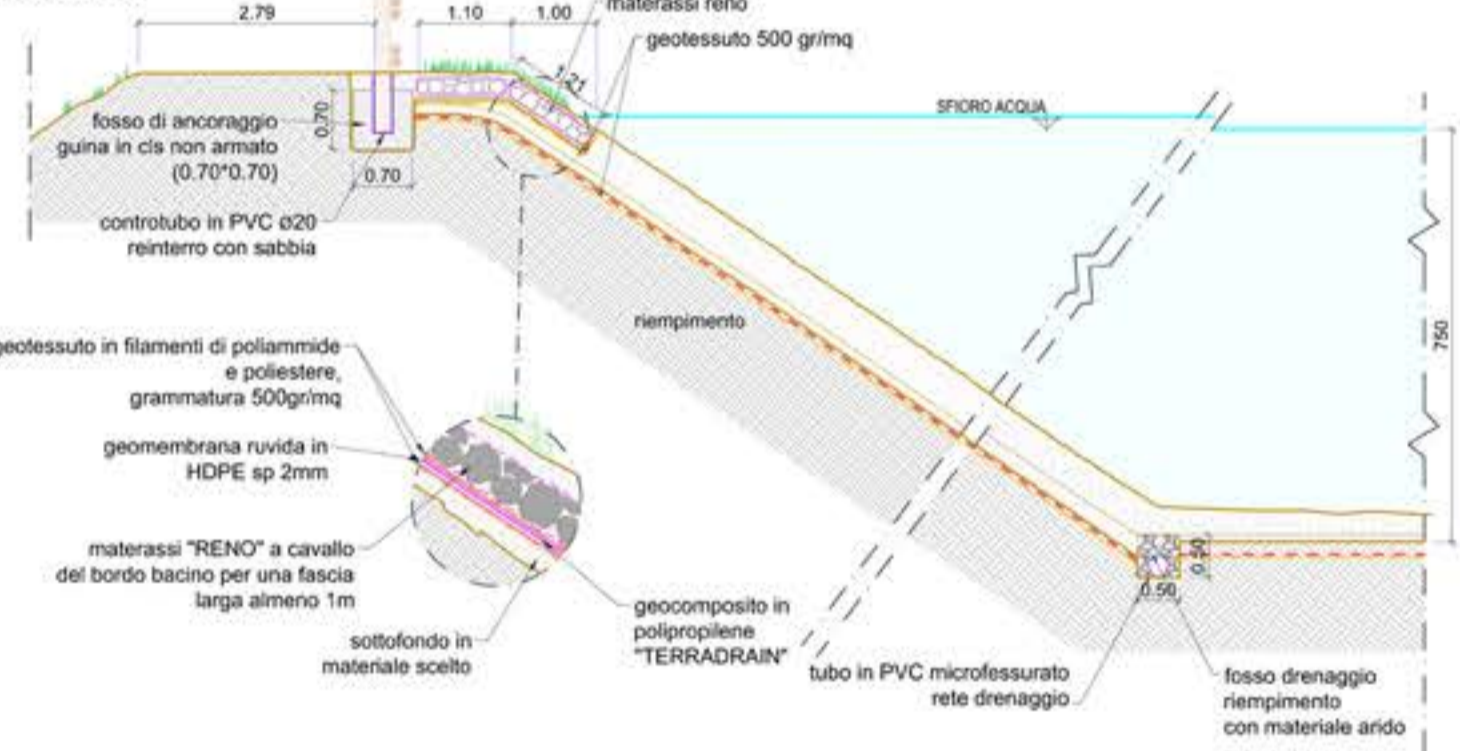 2.79
1.10
1.00
materassi reno
geotessuto 500 gr/mq
1.21
SFIORO ACQUA
fosso di ancoraggio
guina in cls non armato
(0.70*0.70)
0.70
0.70
controtubo in PVC ø20
reinterro con sabbia
riempimento
750
geotessuto in filamenti di poliammide
e poliestere,
grammatura 500gr/mq
geomembrana ruvida in
HDPE sp 2mm
materassi "RENO" a cavallo
del bordo bacino per una fascia
larga almeno 1m
sottofondo in
materiale scelto
geocomposito in
polipropilene
"TERRADRAIN"
0.50
0.50
tubo in PVC microfessurato
rete drenaggio
fosso drenaggio
riempimento
con materiale arido